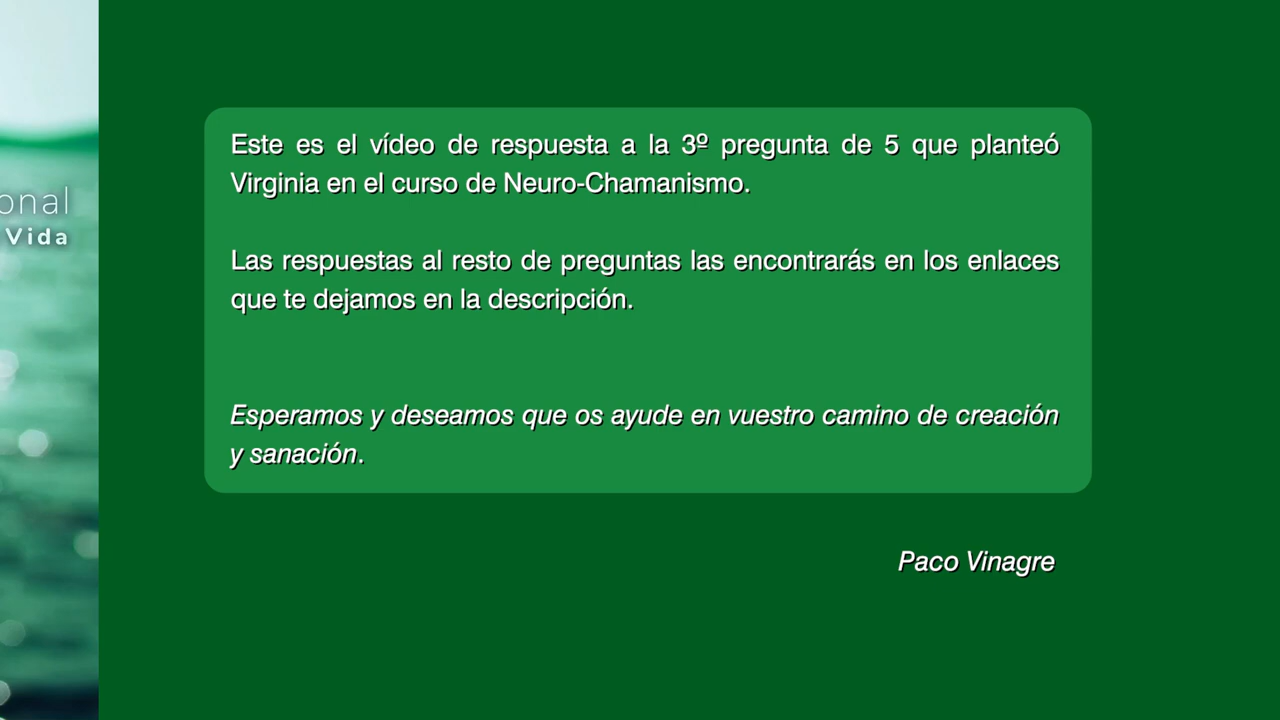 onal
Vida
Este es el vídeo de respuesta a la 3º pregunta de 5 que planteó
Virginia en el curso de Neuro-Chamanismo.
Las respuestas al resto de preguntas las encontrarás en los enlaces
que te dejamos en la descripción.
Esperamos y deseamos que os ayude en vuestro camino de creación
y sanación.
Paco Vinagre